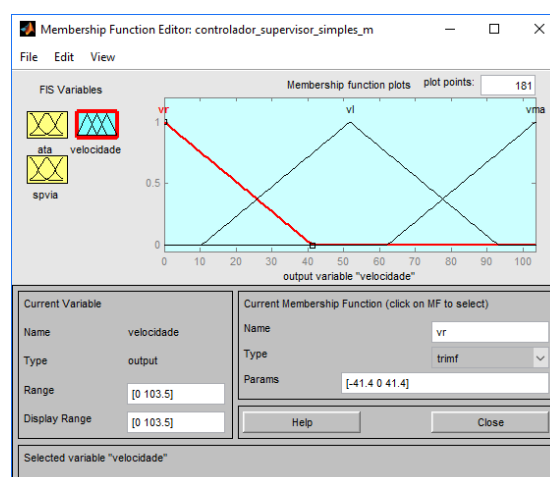 Membership Function Editor: controlador_supervisor_simples_m
File Edit View
FIS Variables
Membership function plots plot points: 181
ata velocidade
spvia
vr vl vma
1
0.5
0
0 10 20 30 40 50 60 70 80 90 100
output variable "velocidade"
Current Variable
Name velocidade
Type output
Range [0 103.5]
Display Range [0 103.5]
Current Membership Function (click on MF to select)
Name vr
Type trimf
Params [-41.4 0 41.4]
Help Close
Selected variable "velocidade"